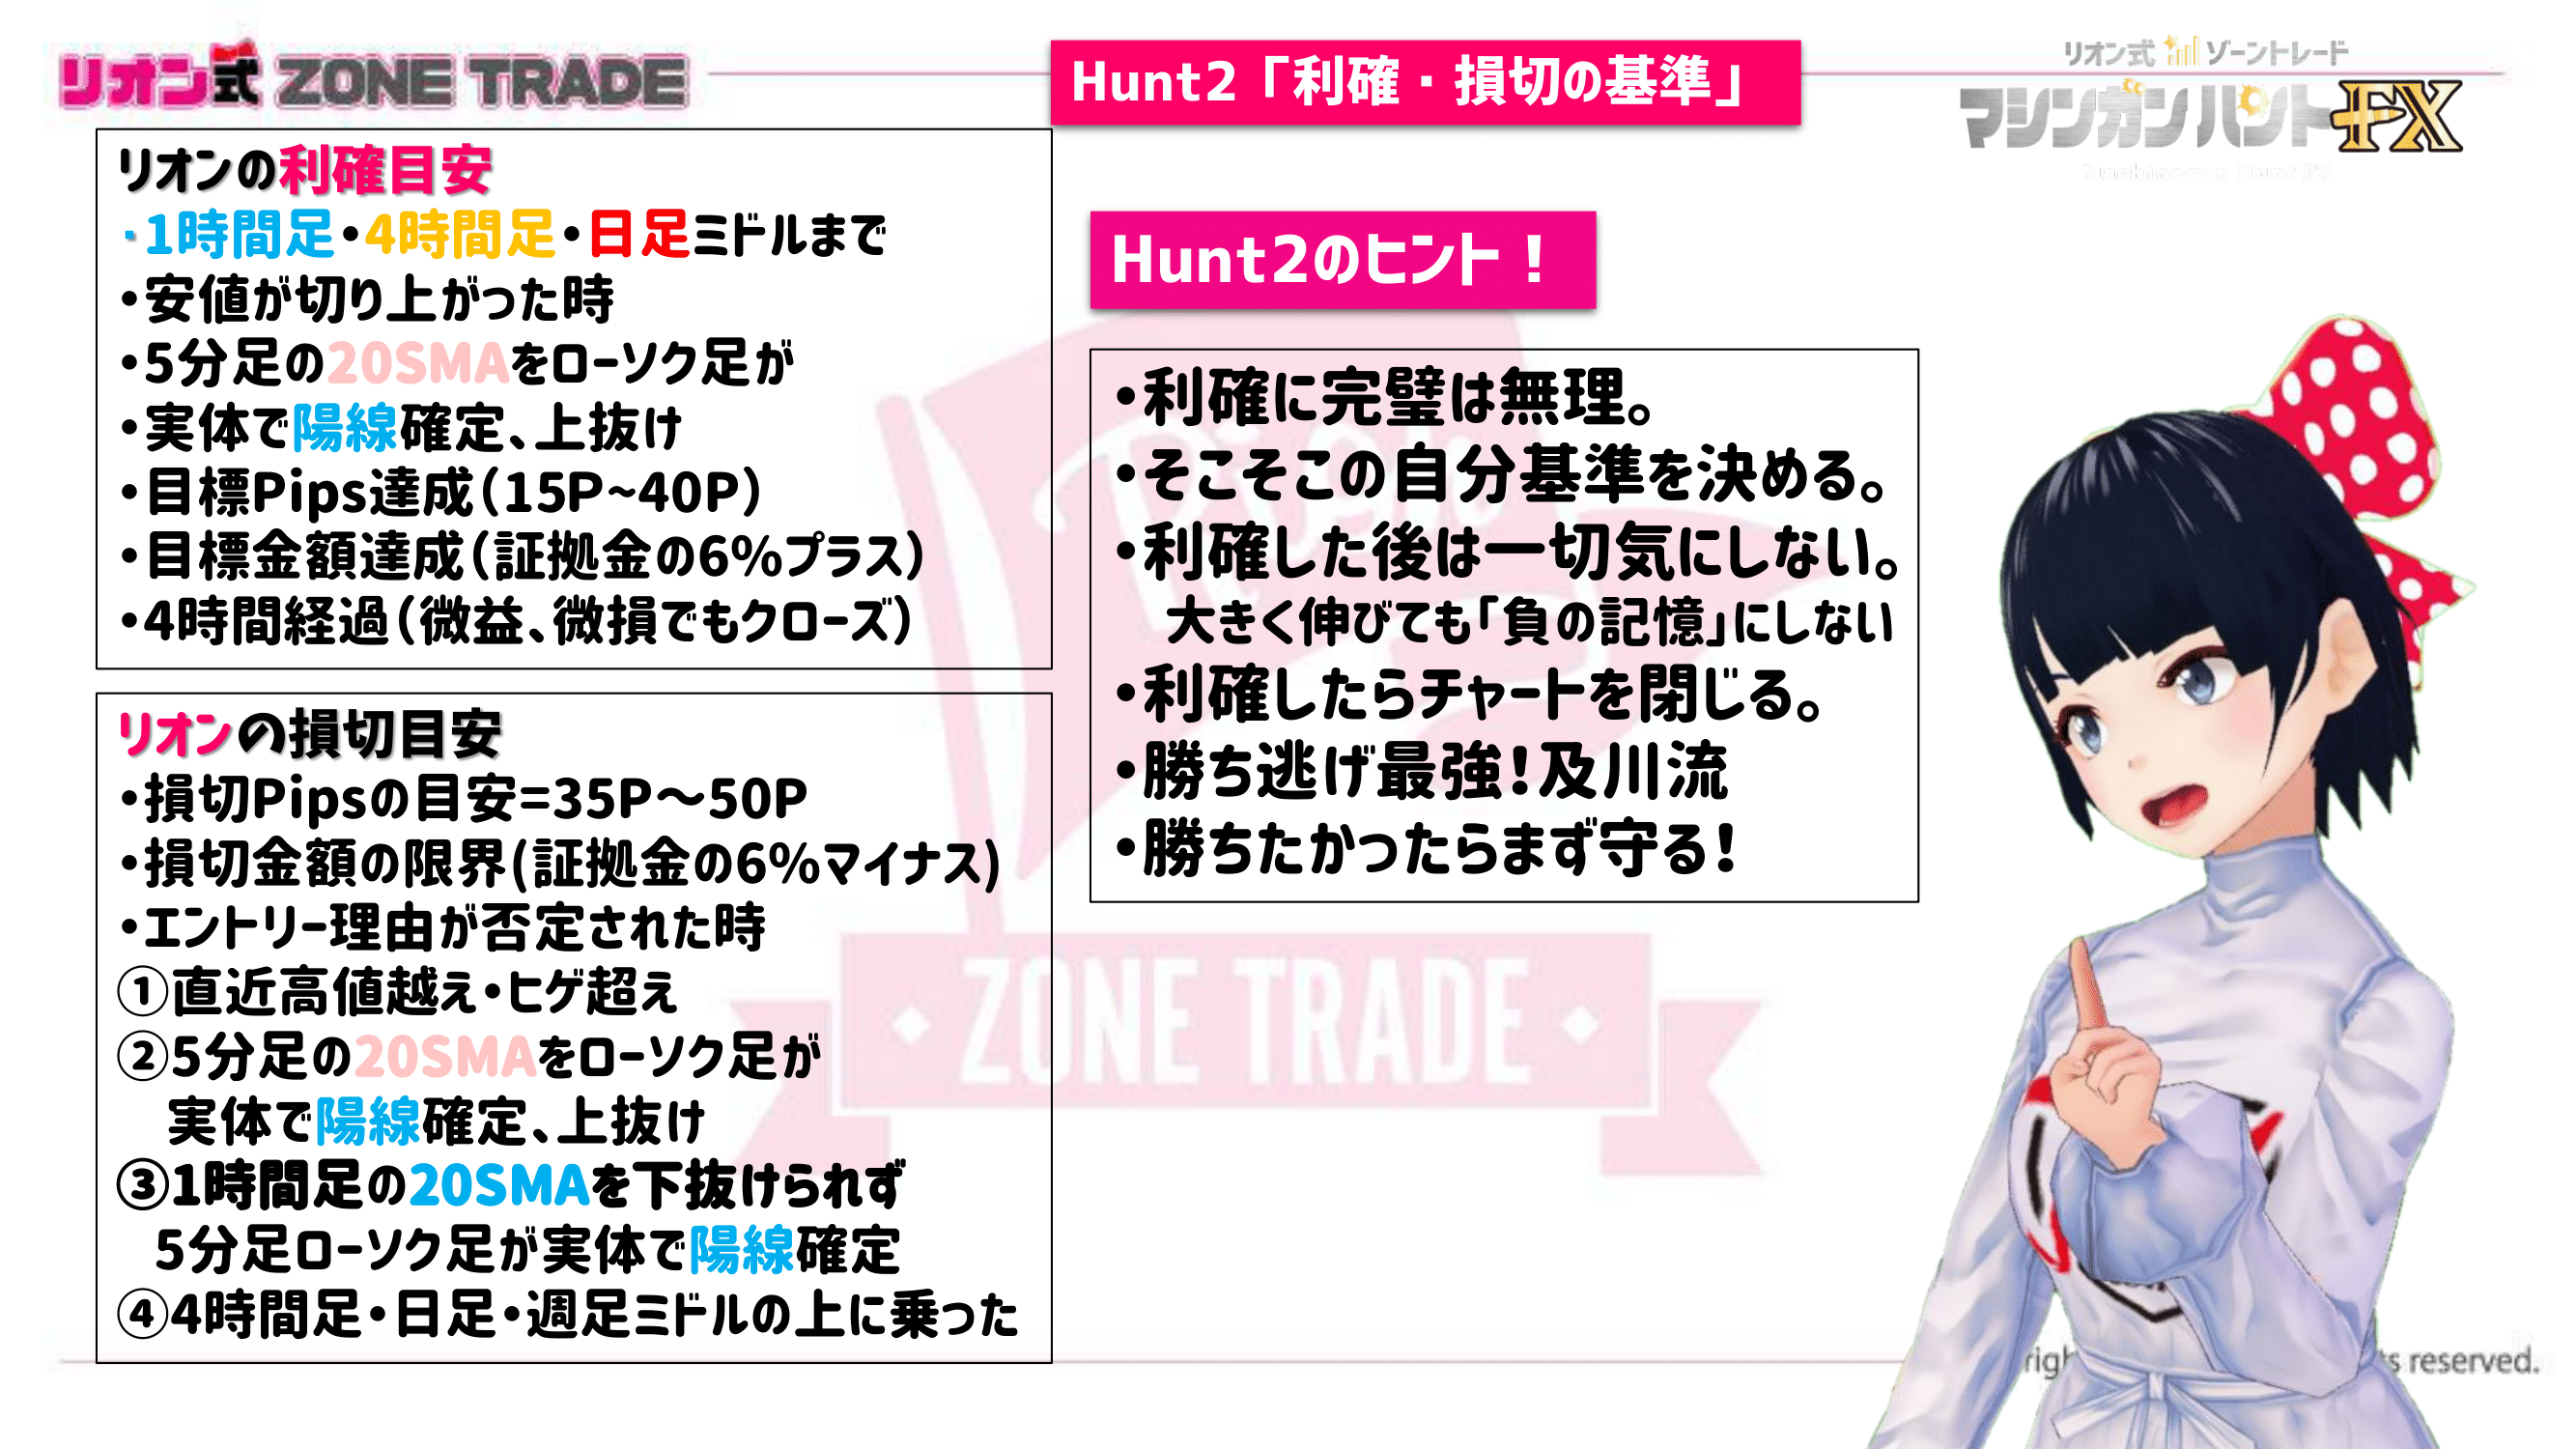 リオン式 ZONE TRADE
Hunt2「利確・損切の基準」
リオン式 ゾーントレード
マシンガンハントFX
リオンの利確目安
・1時間足・4時間足・日足ミドルまで
・安値が切り上がった時
・5分足の20SMAをローソク足が
・実体で陽線確定、上抜け
・目標Pips達成(15P~40P)
・目標金額達成(証拠金の6%プラス)
・4時間経過(微益、微損でもクローズ)
リオンの損切目安
・損切Pipsの目安=35P〜50P
・損切金額の限界(証拠金の6%マイナス)
・エントリー理由が否定された時
①直近高値越え・ヒゲ超え
②5分足の20SMAをローソク足が
実体で陽線確定、上抜け
③1時間足の20SMAを下抜けられず
5分足ローソク足が実体で陽線確定
④4時間足・日足・週足ミドルの上に乗った
Hunt2のヒント!
・利確に完璧は無理。
・そこそこの自分基準を決める。
・利確した後は一切気にしない。
大きく伸びても「負の記憶」にしない
・利確したらチャートを閉じる。
・勝ち逃げ最強!及川流
・勝ちたかったらまず守る!
ZONE TRADE
reserved.